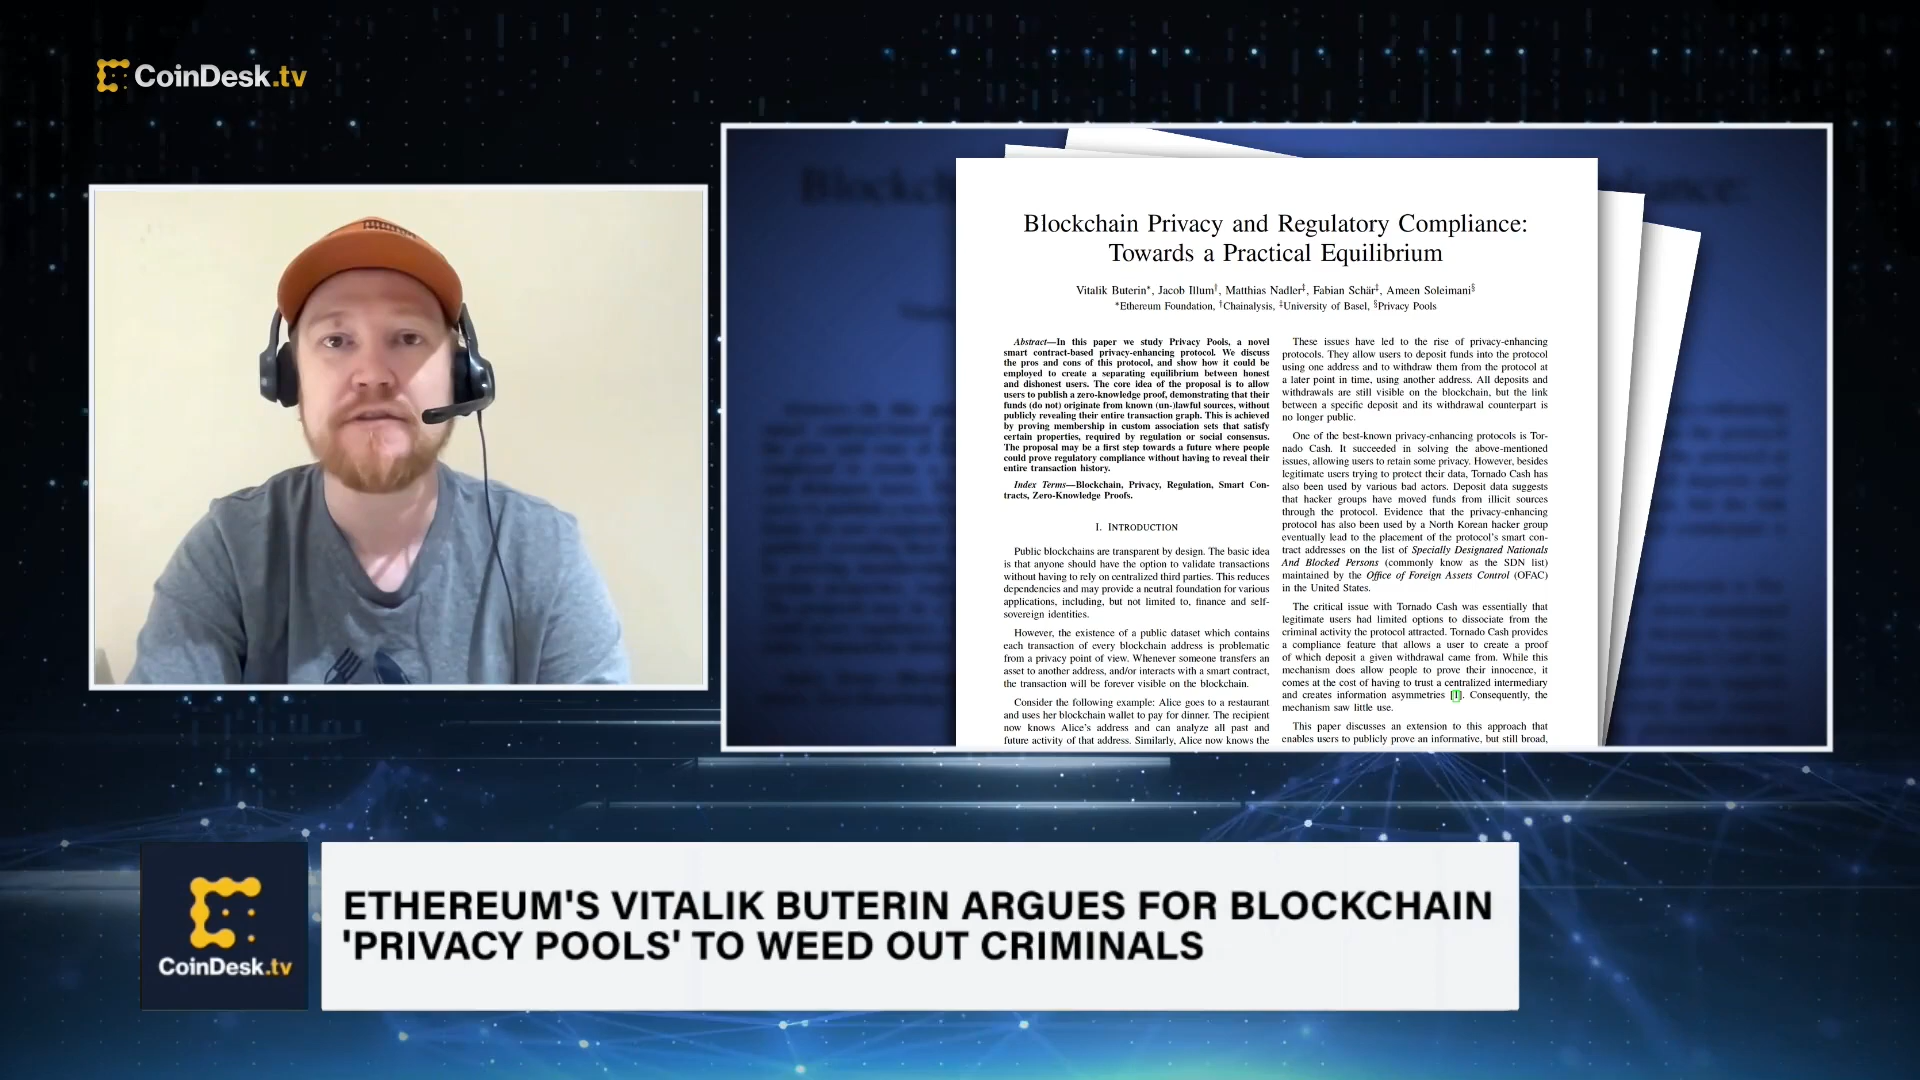 CoinDesk.tv
Blockchain Privacy and Regulatory Compliance:
Towards a Practical Equilibrium
Vitalik Buterin*, Jacob Illum†, Matthias Nadler‡, Fabian Schär‡, Ameen Soleimani§
*Ethereum Foundation, †Chainalysis, ‡University of Basel, §Privacy Pools
Abstract—In this paper we study Privacy Pools, a novel
smart contract-based privacy-enhancing protocol. We discuss
the pros and cons of this protocol, and show how it could be
employed to create a separating equilibrium between honest
and dishonest users. The core idea of the proposal is to allow
users to publish a zero-knowledge proof, demonstrating that their
funds (do not) originate from known (un-)lawful sources, without
publicly revealing their entire transaction graph. This is achieved
by proving membership in custom association sets that satisfy
certain properties, required by regulation or social consensus.
The proposal may be a first step towards a future where people
could prove regulatory compliance without having to reveal their
entire transaction history.
Index Terms—Blockchain, Privacy, Regulation, Smart Con-
tracts, Zero-Knowledge Proofs.
I. INTRODUCTION
Public blockchains are transparent by design. The basic idea
is that anyone should have the option to validate transactions
without having to rely on centralized third parties. This reduces
dependencies and may provide a neutral foundation for various
applications, including, but not limited to, finance and self-
sovereign identities.
However, the existence of a public dataset which contains
each transaction of every blockchain address is problematic
from a privacy point of view. Whenever someone transfers an
asset to another address, and/or interacts with a smart contract,
the transaction will be forever visible on the blockchain.
Consider the following example: Alice goes to a restaurant
and uses her blockchain wallet to pay for dinner. The recipient
now knows Alice's address and can analyze all past and
future activity of that address. Similarly, Alice now knows the
These issues have led to the rise of privacy-enhancing
protocols. They allow users to deposit funds into the protocol
using one address and to withdraw them from the protocol at
a later point in time, using another address. All deposits and
withdrawals are still visible on the blockchain, but the link
between a specific deposit and its withdrawal counterpart is
no longer public.
One of the best-known privacy-enhancing protocols is Tor-
nado Cash. It succeeded in solving the above-mentioned
issues, allowing users to retain some privacy. However, besides
legitimate users trying to protect their data, Tornado Cash has
also been used by various bad actors. Deposit data suggests
that hacker groups have moved funds from illicit sources
through the protocol. Evidence that the privacy-enhancing
protocol has also been used by a North Korean hacker group
eventually lead to the placement of the protocol's smart con-
tract addresses on the list of Specially Designated Nationals
And Blocked Persons (commonly know as the SDN list)
maintained by the Office of Foreign Assets Control (OFAC)
in the United States.
The critical issue with Tornado Cash was essentially that
legitimate users had limited options to dissociate from the
criminal activity the protocol attracted. Tornado Cash provides
a compliance feature that allows a user to create a proof
of which deposit a given withdrawal came from. While this
mechanism does allow people to prove their innocence, it
comes at the cost of having to trust a centralized intermediary
and creates information asymmetries [1]. Consequently, the
mechanism saw little use.
This paper discusses an extension to this approach that
enables users to publicly prove an informative, but still broad,
CoinDesk.tv
ETHEREUM'S VITALIK BUTERIN ARGUES FOR BLOCKCHAIN
'PRIVACY POOLS' TO WEED OUT CRIMINALS